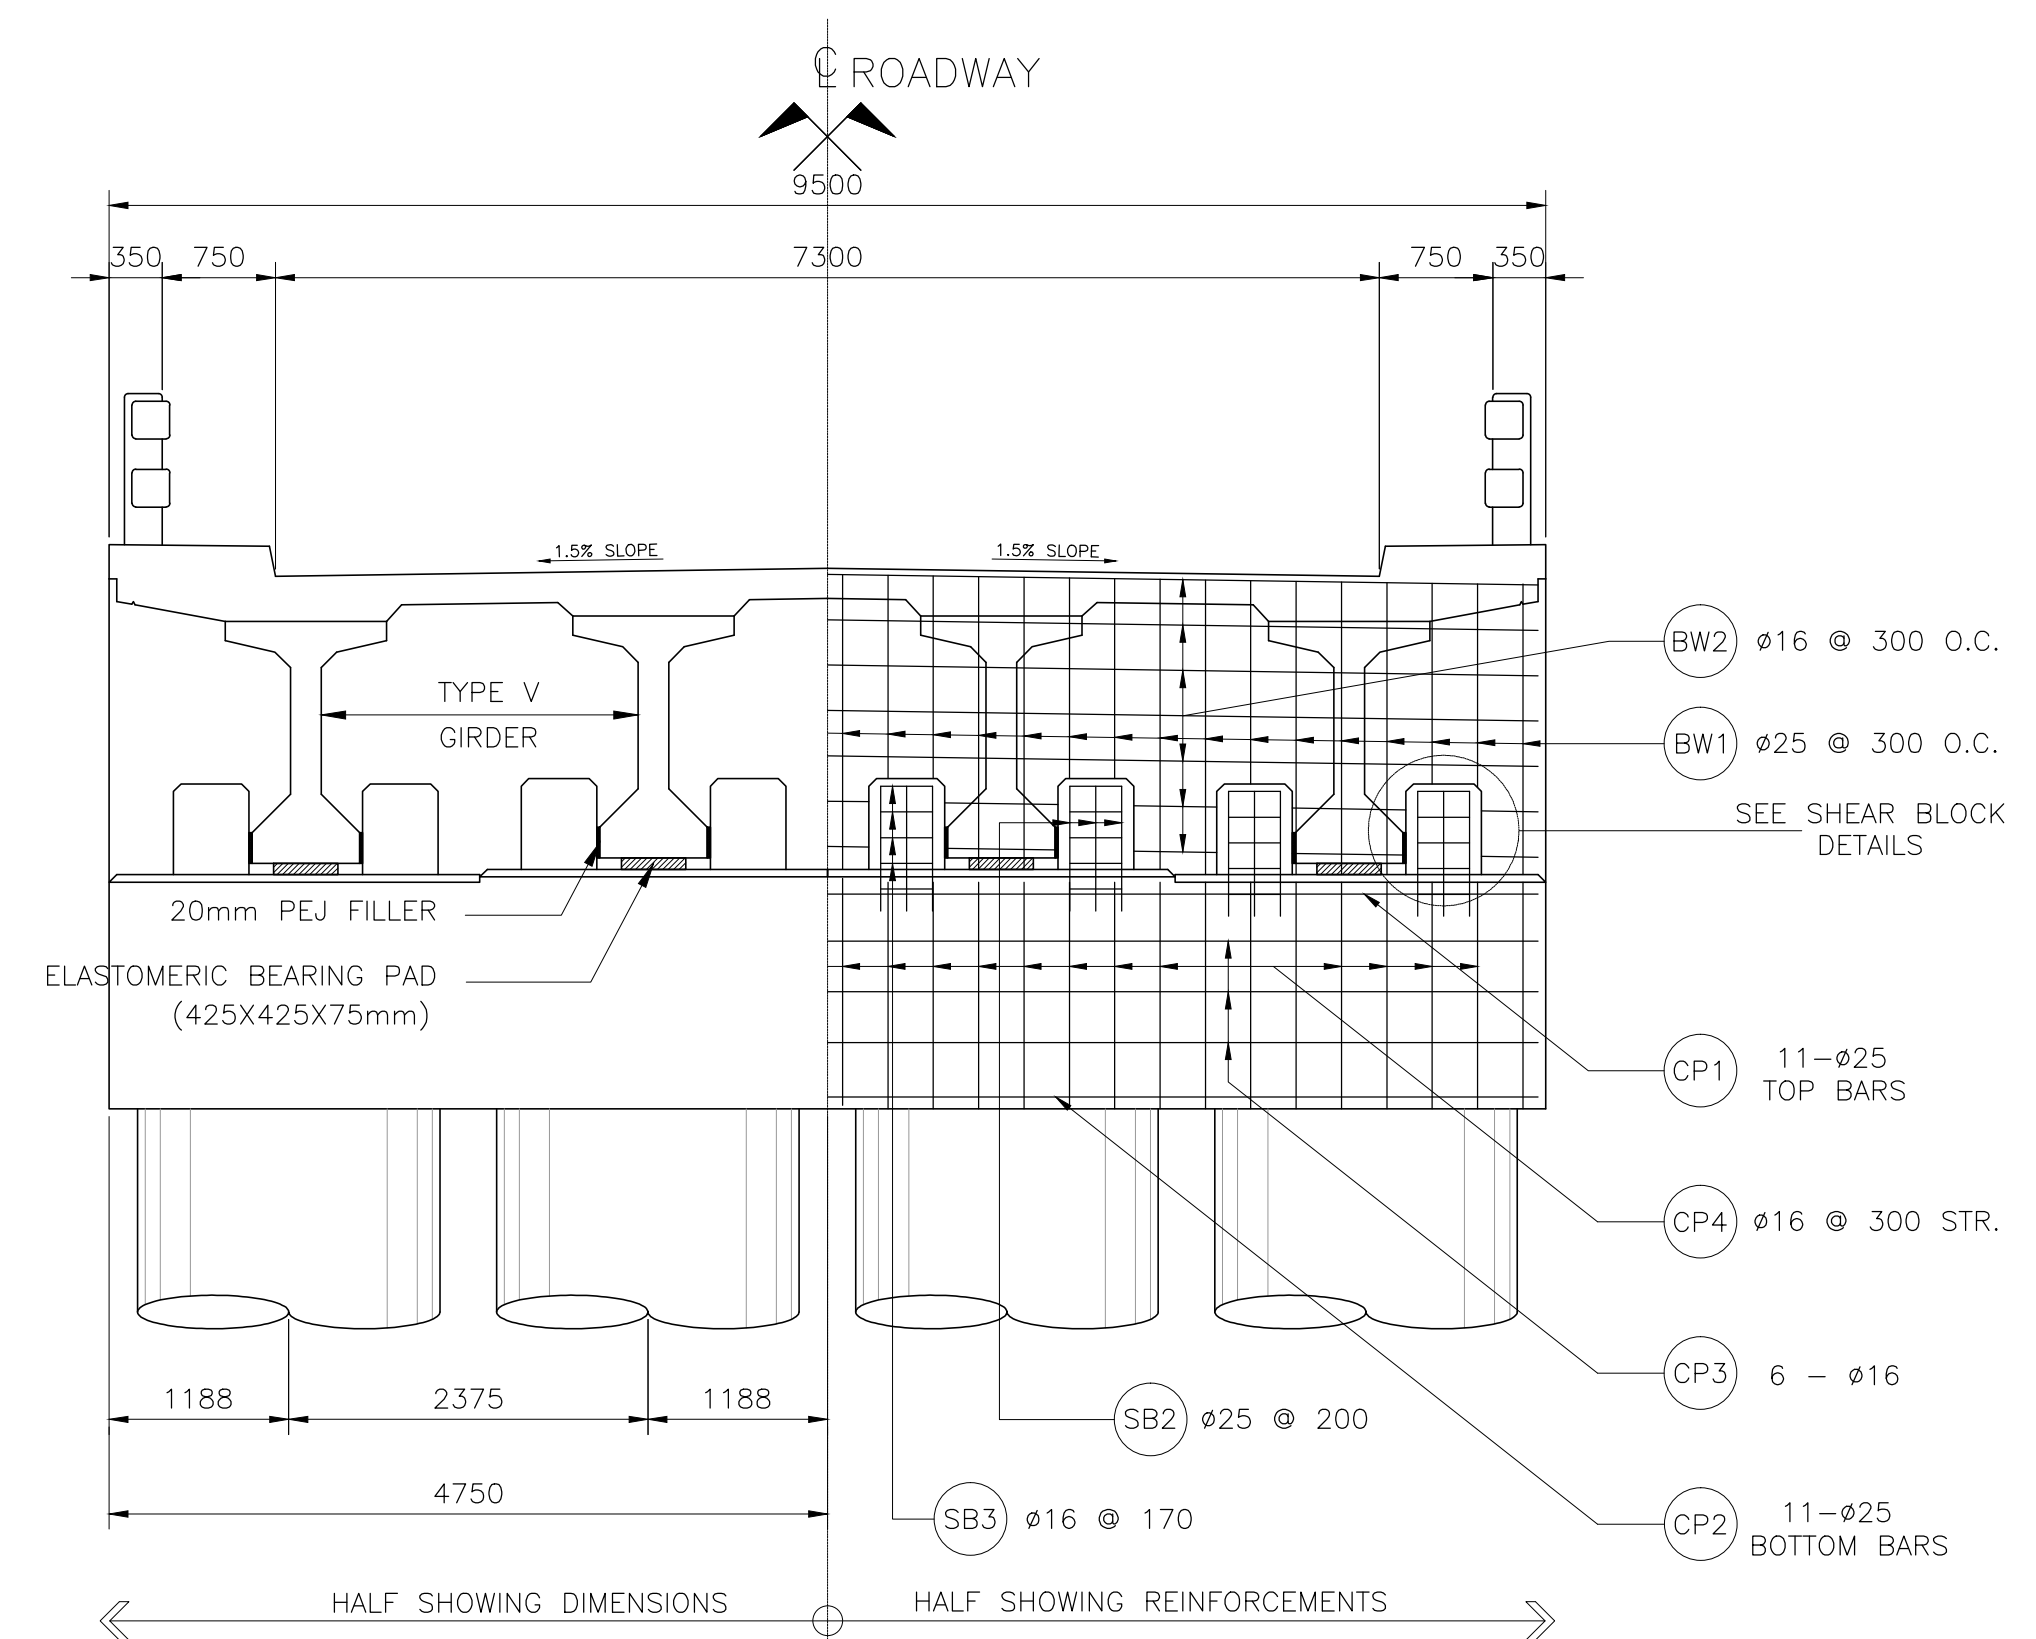 ℄ ROADWAY
9500
350 750 7300 750 350
1.5% SLOPE 1.5% SLOPE
BW2 ø16 @ 300 O.C.
TYPE V
GIRDER
BW1 ø25 @ 300 O.C.
SEE SHEAR BLOCK
DETAILS
20mm PEJ FILLER
ELASTOMERIC BEARING PAD
(425X425X75mm)
CP1 11-ø25
TOP BARS
CP4 ø16 @ 300 STR.
CP3 6 - ø16
1188 2375 1188
SB2 ø25 @ 200
4750
SB3 ø16 @ 170
CP2 11-ø25
BOTTOM BARS
HALF SHOWING DIMENSIONS HALF SHOWING REINFORCEMENTS